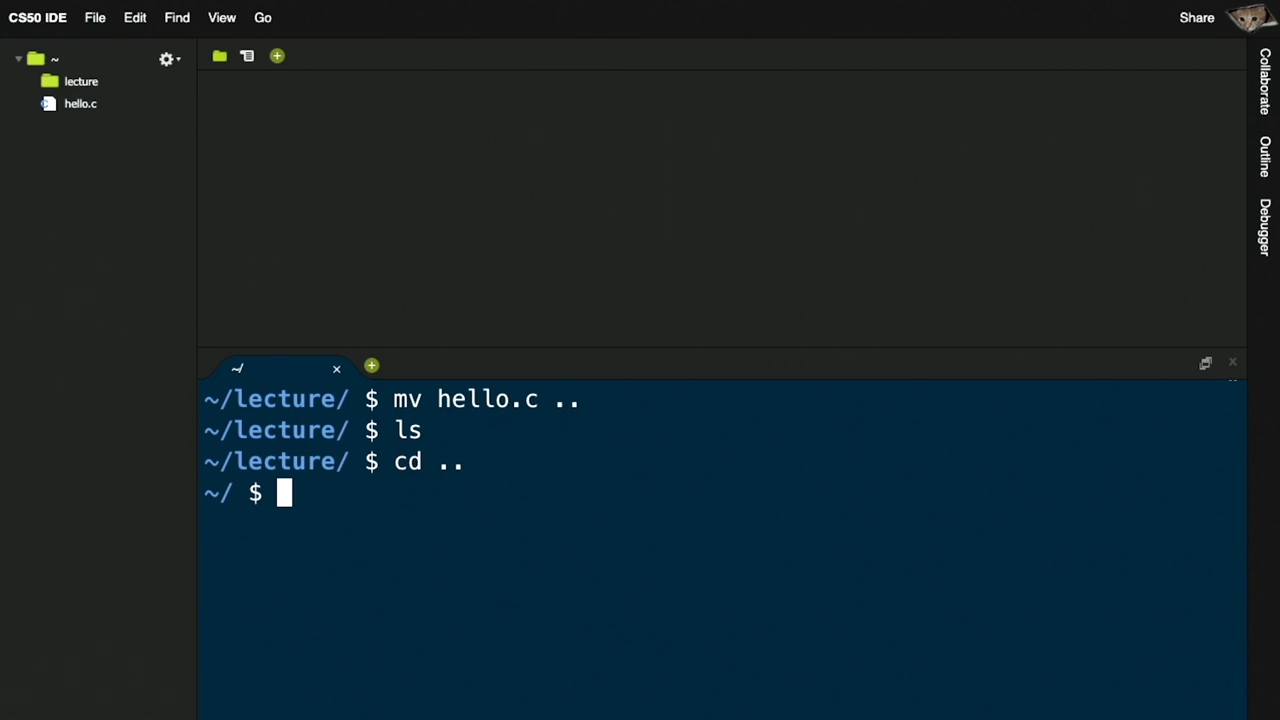 CS50 IDE File Edit Find View Go Share
~
lecture
hello.c
Collaborate
Outline
Debugger
~/
~/lecture/ $ mv hello.c ..
~/lecture/ $ ls
~/lecture/ $ cd ..
~/ $